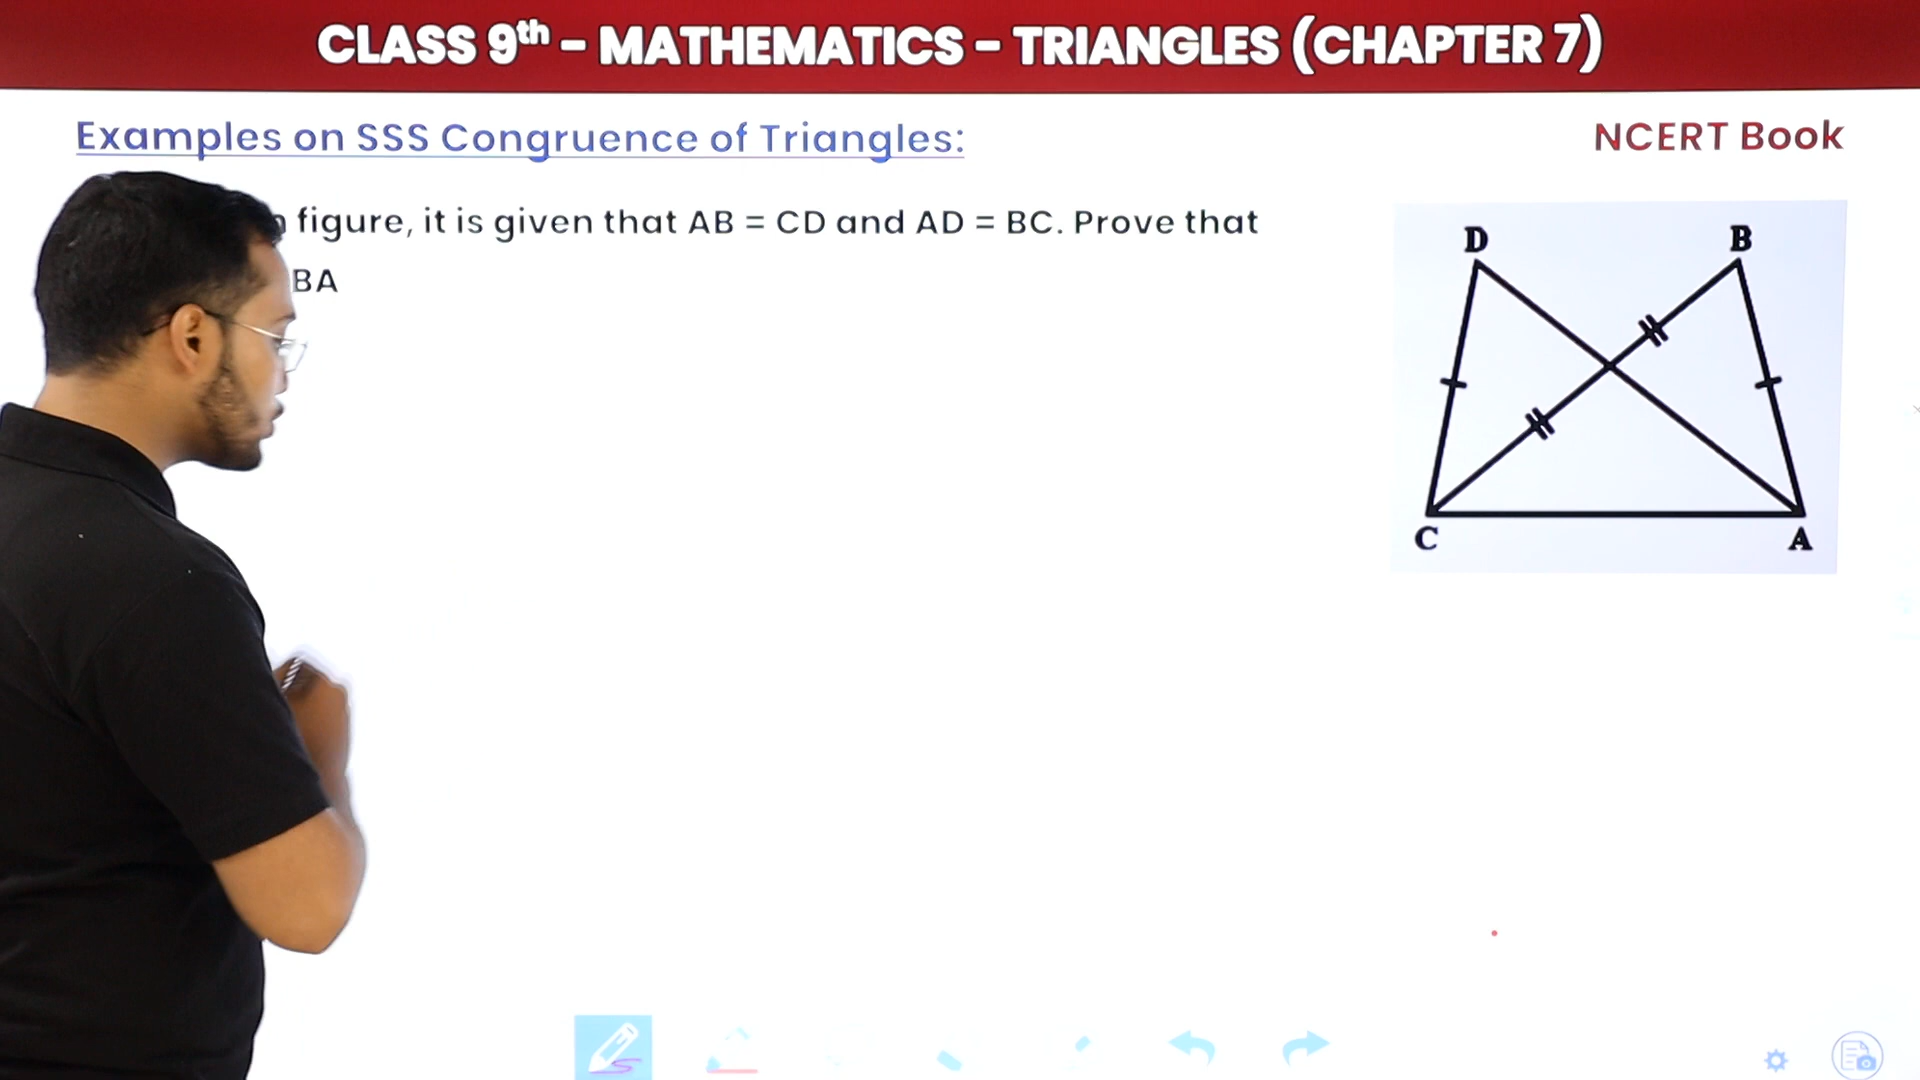 CLASS 9th - MATHEMATICS - TRIANGLES (CHAPTER 7)
Examples on SSS Congruence of Triangles:
NCERT Book
figure, it is given that AB = CD and AD = BC. Prove that
BA
D
B
C
A